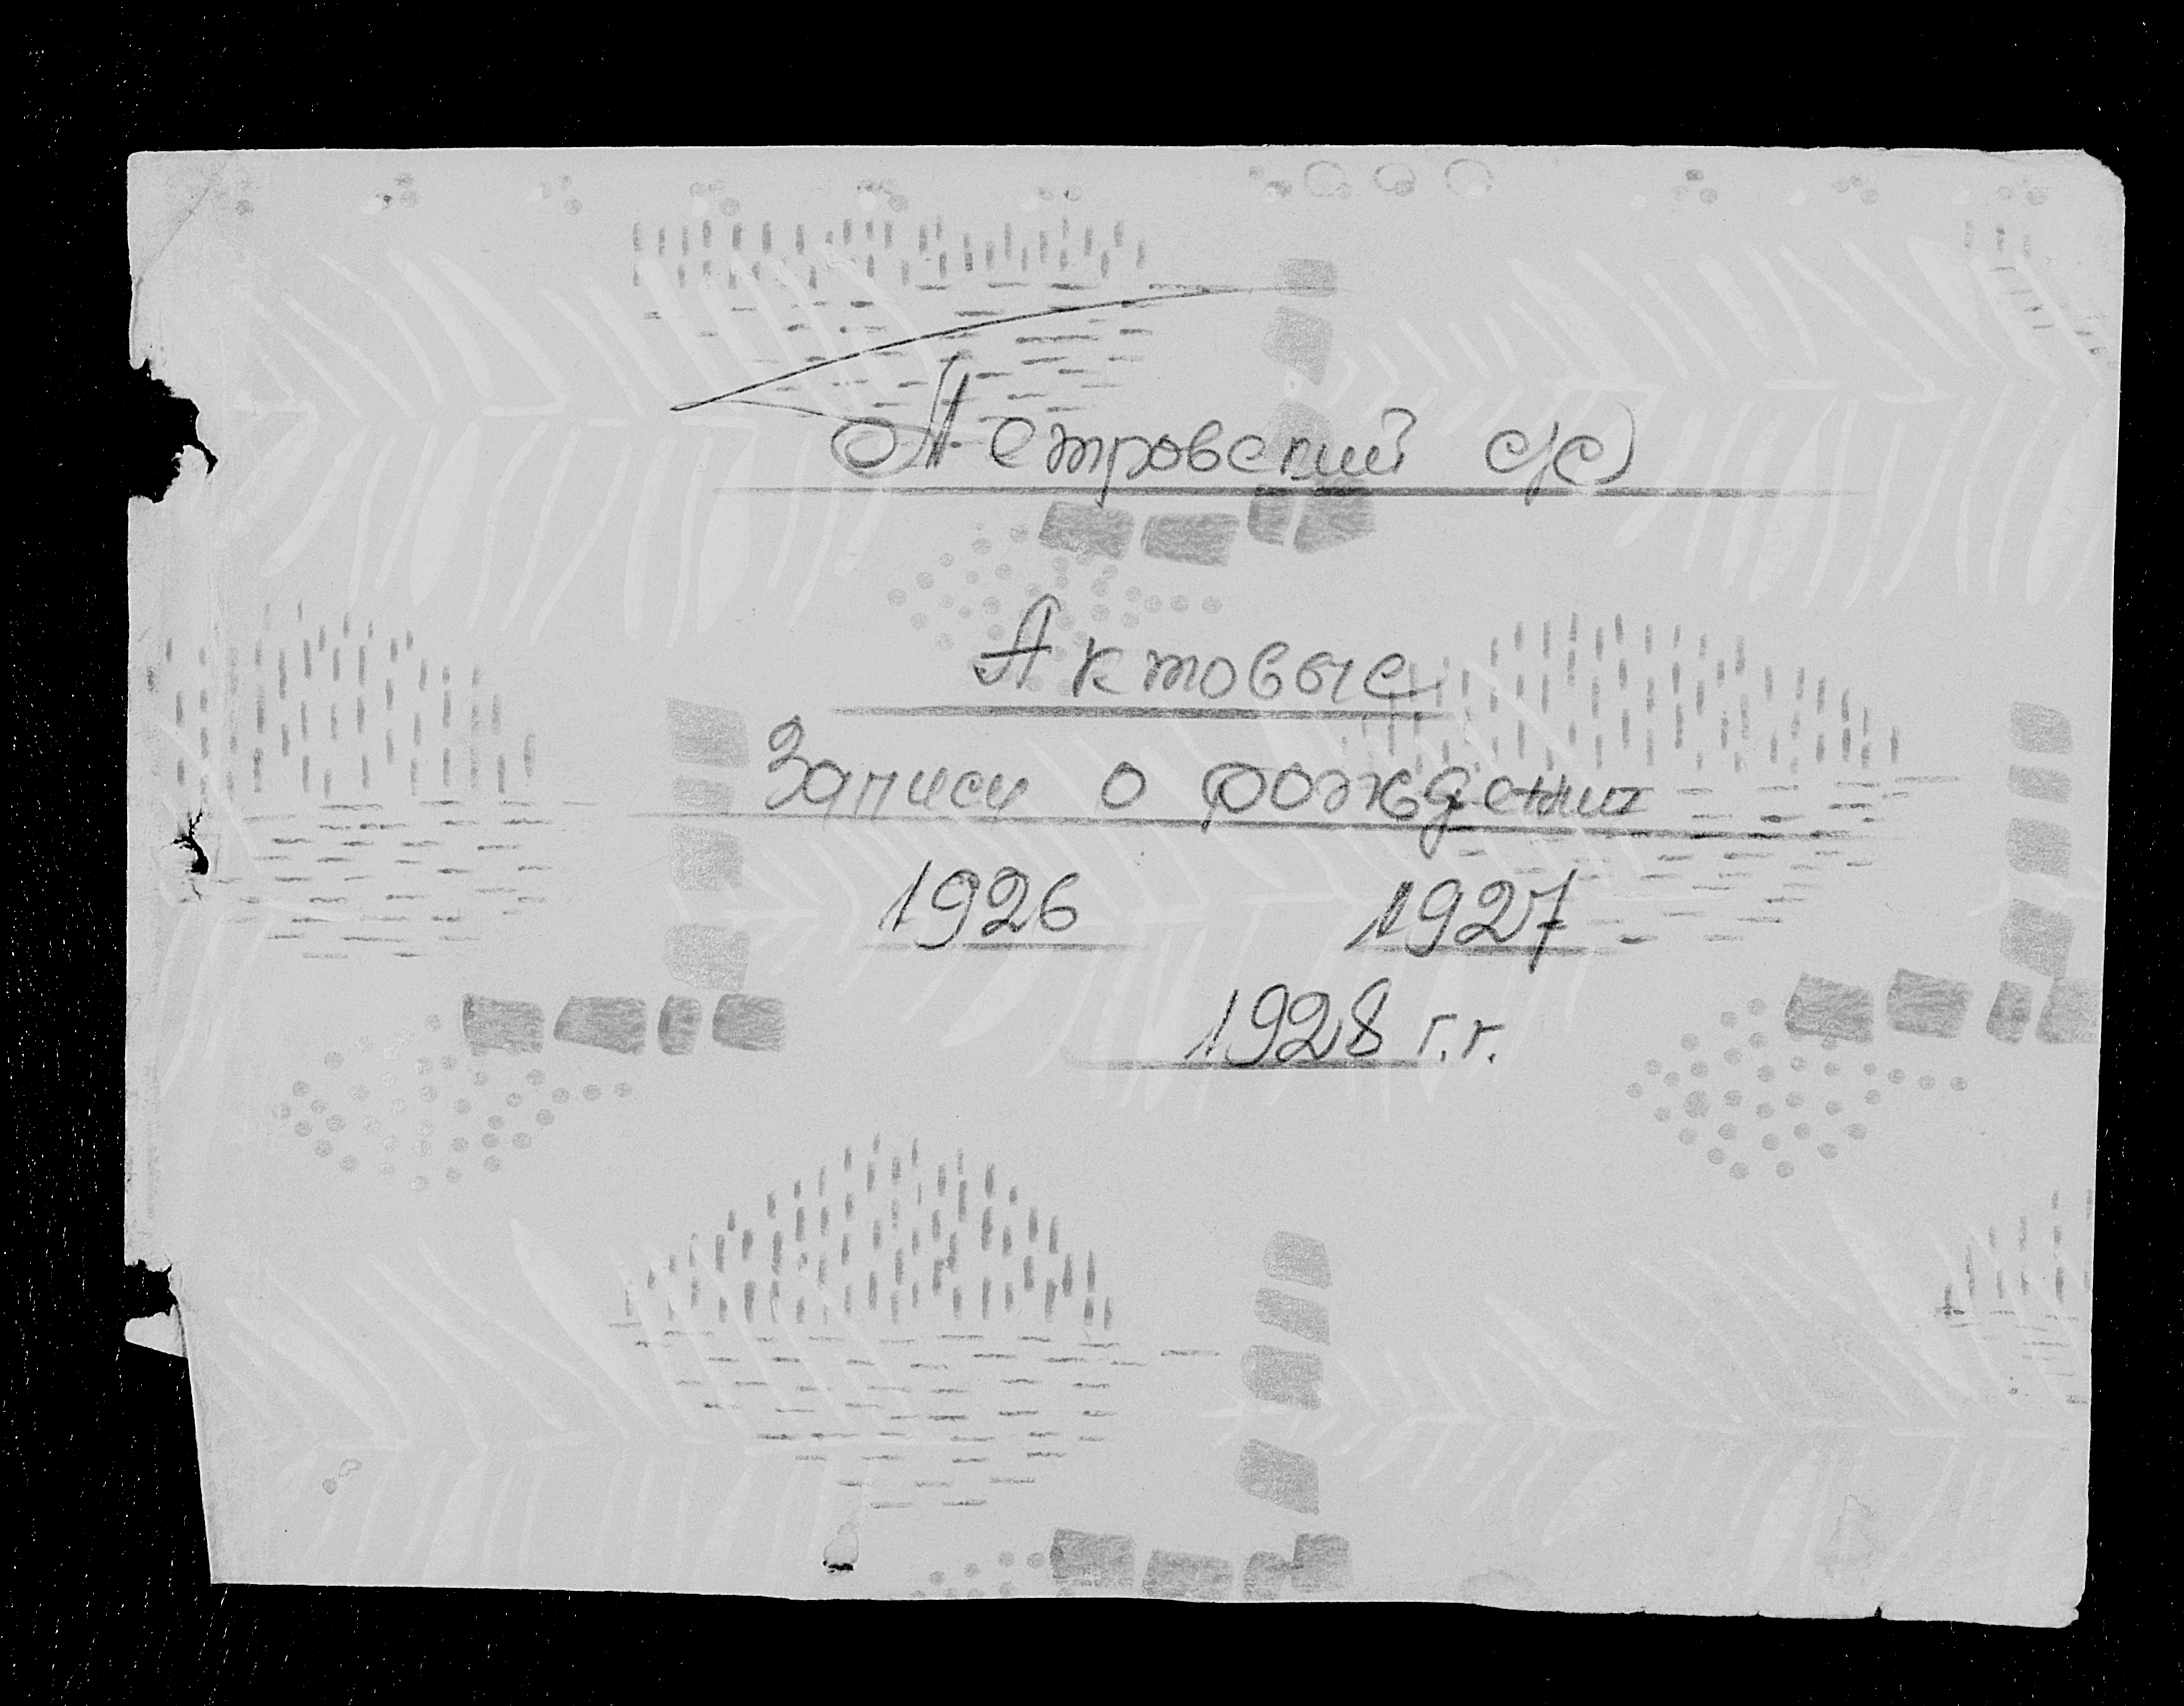 Петровский с/с
Актовые
Записи о рождении
1926 1927
1928 г.г.